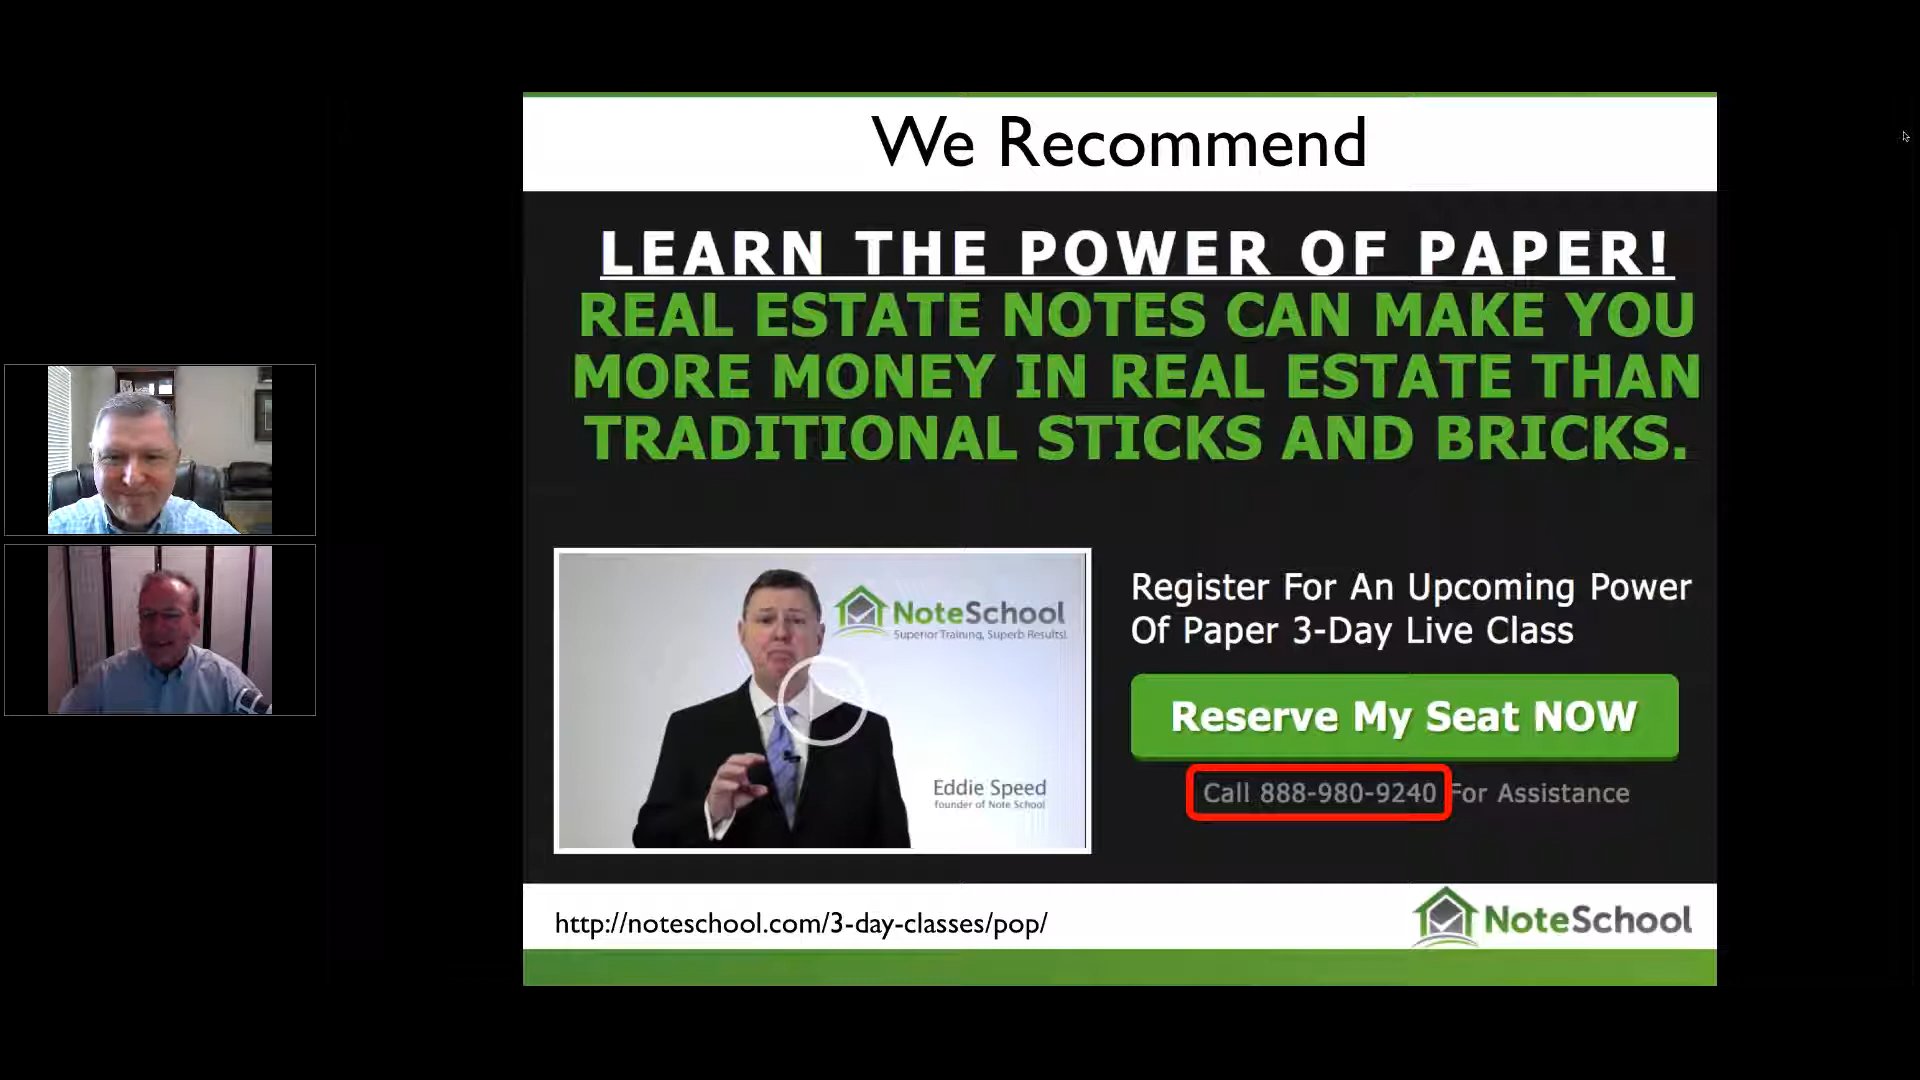 We Recommend
LEARN THE POWER OF PAPER!
REAL ESTATE NOTES CAN MAKE YOU
MORE MONEY IN REAL ESTATE THAN
TRADITIONAL STICKS AND BRICKS.
NoteSchool
Superior Training, Superb Results!
Eddie Speed
founder of Note School
Register For An Upcoming Power
Of Paper 3-Day Live Class
Reserve My Seat NOW
Call 888-980-9240 For Assistance
http://noteschool.com/3-day-classes/pop/
NoteSchool